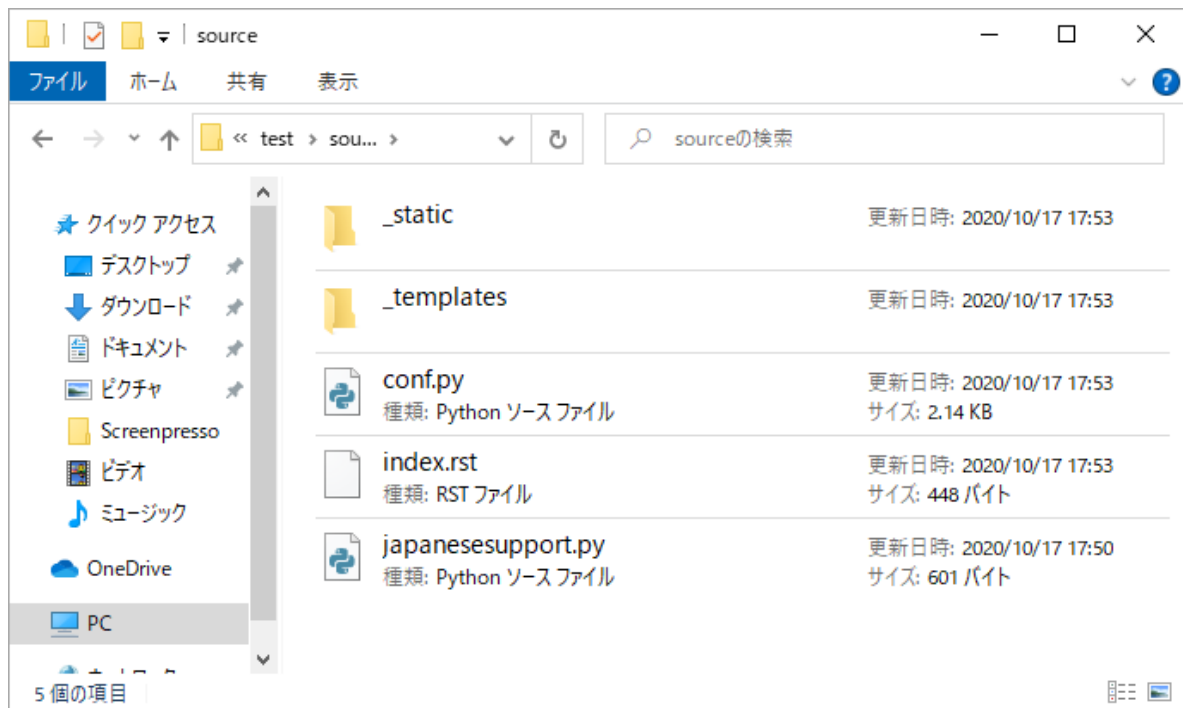 source
ファイル ホーム 共有 表示
« test › sou... › sourceの検索
クイック アクセス
デスクトップ
ダウンロード
ドキュメント
ピクチャ
Screenpresso
ビデオ
ミュージック
OneDrive
PC
_static 更新日時: 2020/10/17 17:53
_templates 更新日時: 2020/10/17 17:53
conf.py 更新日時: 2020/10/17 17:53
種類: Python ソース ファイル サイズ: 2.14 KB
index.rst 更新日時: 2020/10/17 17:53
種類: RST ファイル サイズ: 448 バイト
japanesesupport.py 更新日時: 2020/10/17 17:50
種類: Python ソース ファイル サイズ: 601 バイト
5 個の項目